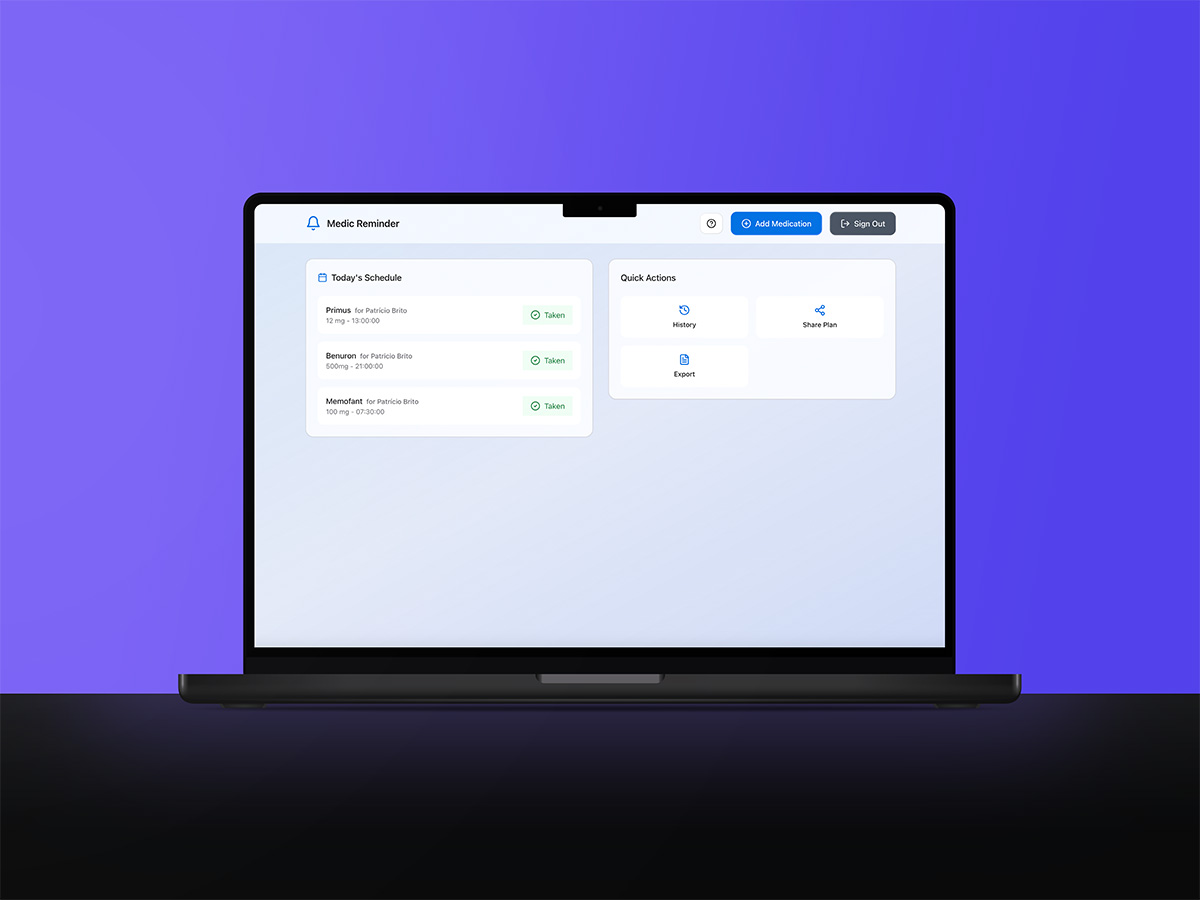 Medic Reminder
Add Medication
Sign Out
Today's Schedule
Primus for Patrício Brito
12 mg - 13:00:00
Taken
Benuron for Patrício Brito
500mg - 21:00:00
Taken
Memofant for Patrício Brito
100 mg - 07:30:00
Taken
Quick Actions
History
Share Plan
Export